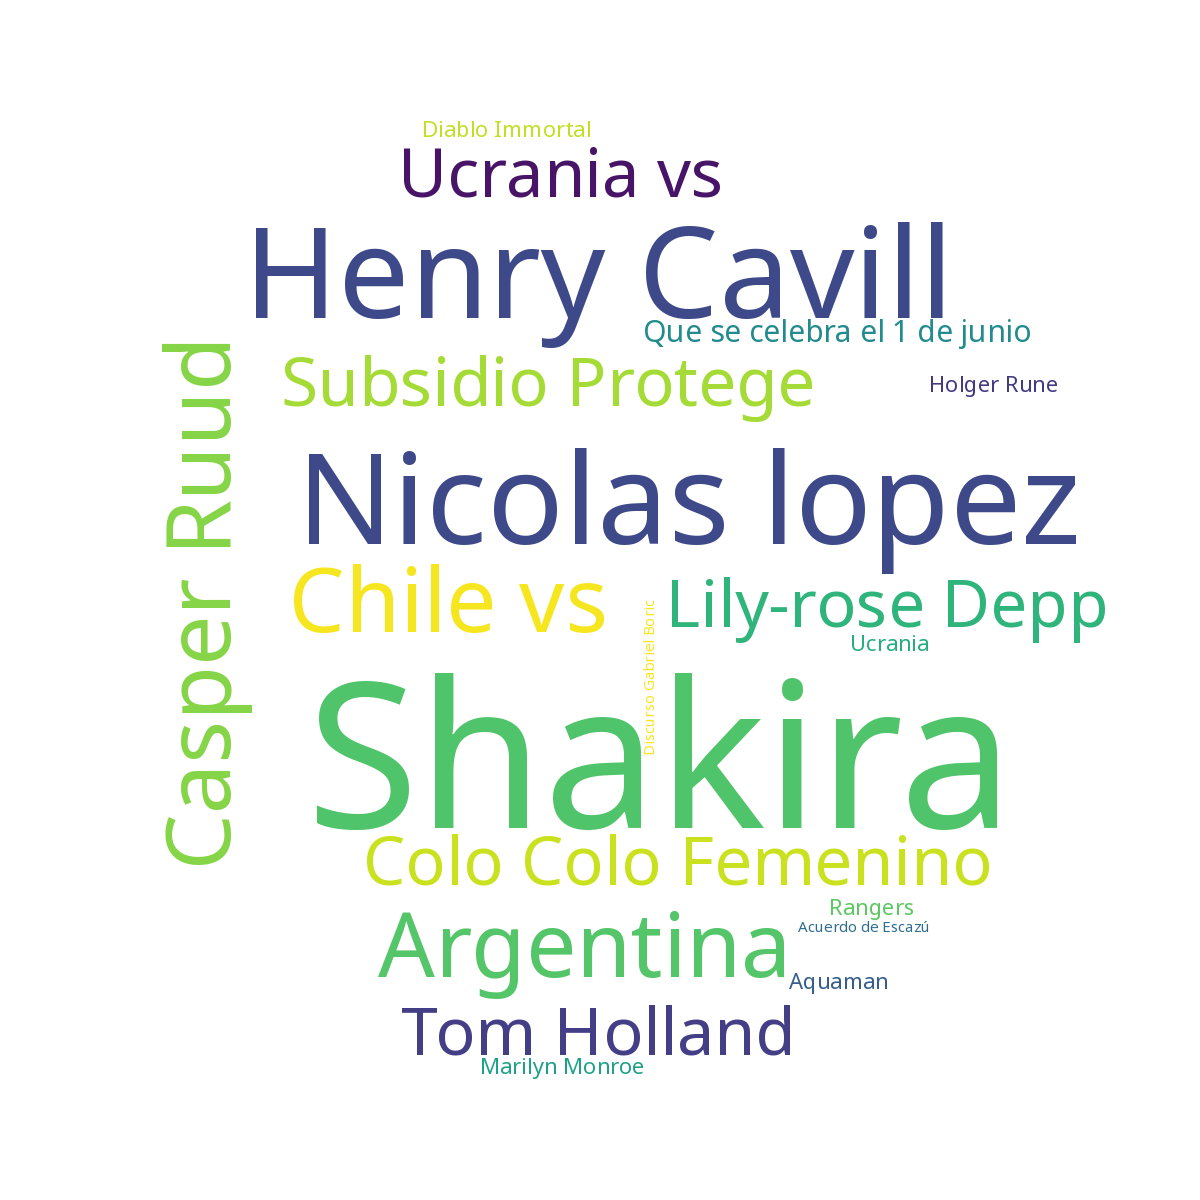 Diablo Immortal
Ucrania vs
Henry Cavill
Que se celebra el 1 de junio
Subsidio Protege
Holger Rune
Casper Ruud
Nicolas lopez
Chile vs
Lily-rose Depp
Ucrania
Discurso Gabriel Boric
Shakira
Colo Colo Femenino
Rangers
Argentina
Acuerdo de Escazú
Aquaman
Tom Holland
Marilyn Monroe